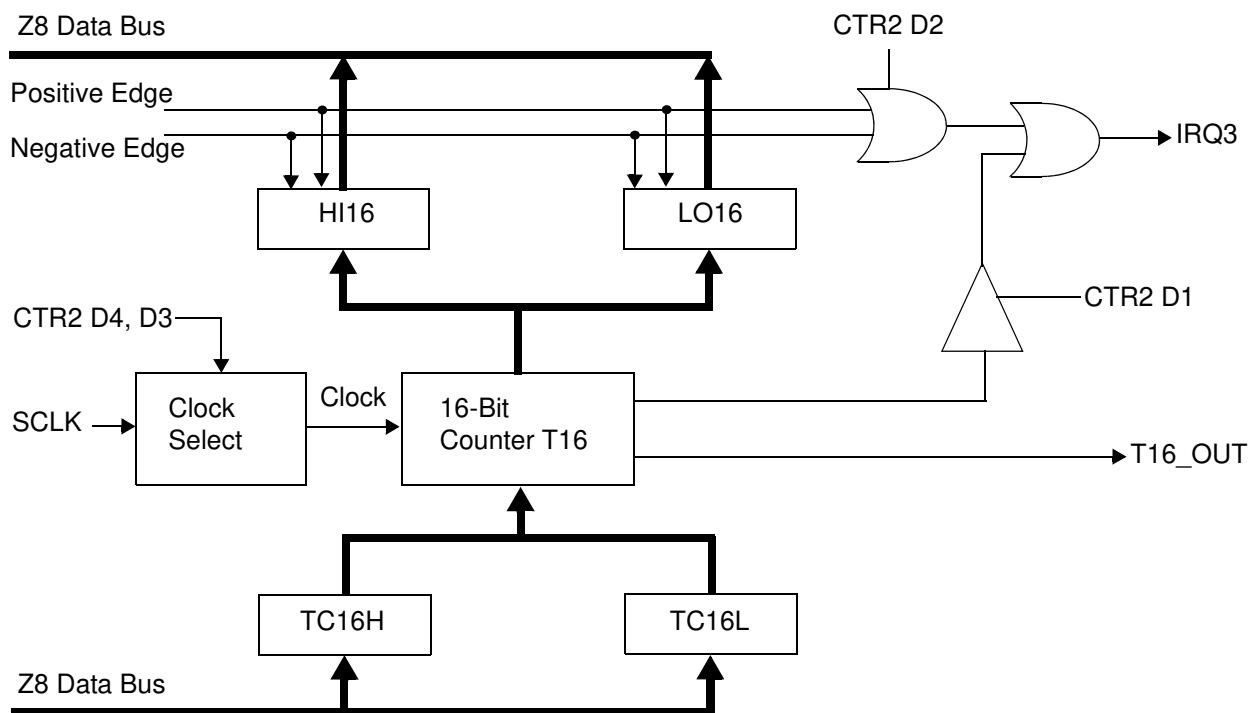 Z8 Data Bus
CTR2 D2
Positive Edge
Negative Edge
IRQ3
HI16
LO16
CTR2 D1
CTR2 D4, D3
Clock
SCLK
Clock
Select
16-Bit
Counter T16
T16_OUT
TC16H
TC16L
Z8 Data Bus